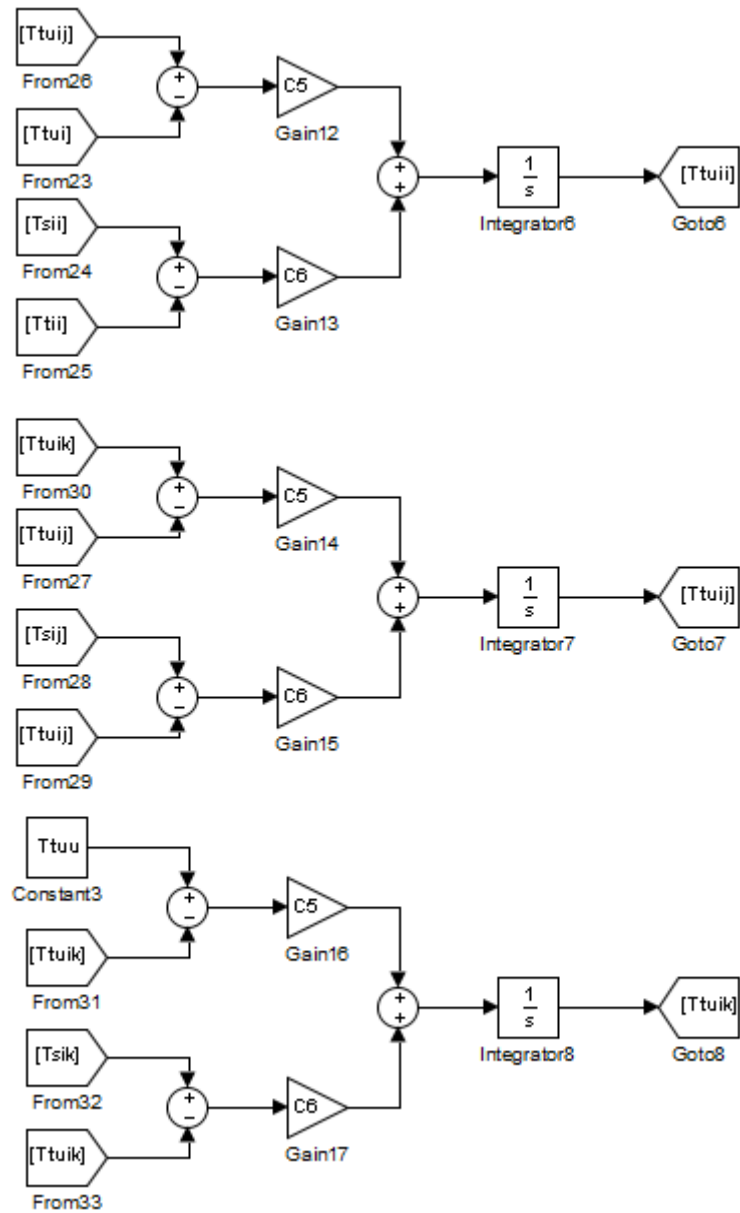 [Ttuij]
From26
[Ttui]
From23
+
−
C5
Gain12
[Tsii]
From24
[Ttii]
From25
+
−
C6
Gain13
+
+
1
s
Integrator6
[Ttuii]
Goto6
[Ttuik]
From30
[Ttuij]
From27
+
−
C5
Gain14
[Tsij]
From28
[Ttuij]
From29
+
−
C6
Gain15
+
+
1
s
Integrator7
[Ttuij]
Goto7
Ttuu
Constant3
[Ttuik]
From31
+
−
C5
Gain16
[Tsik]
From32
[Ttuik]
From33
+
−
C6
Gain17
+
+
1
s
Integrator8
[Ttuik]
Goto8